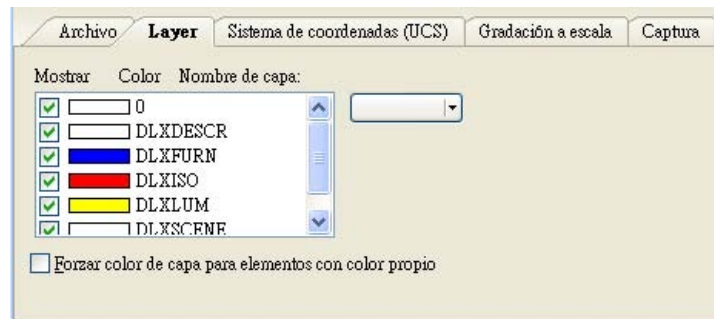 Archivo Layer Sistema de coordenadas (UCS) Gradación a escala Captura
Mostrar Color Nombre de capa:
0
DLXDESCR
DLXFURN
DLXISO
DLXLUM
DLXSCENE
Forzar color de capa para elementos con color propio